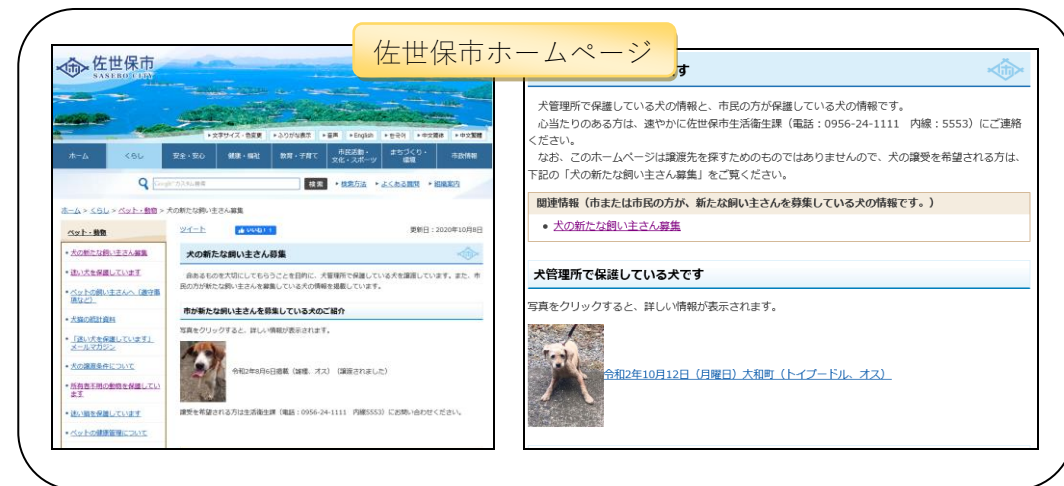 佐世保市ホームページ
佐世保市
SASEBO CITY
文字サイズ・色変更 ふりがな表示 音声 English 한국어 中文简体 中文繁體
ホーム くらし 安全・安心 健康・福祉 教育・子育て 市民活動・文化・スポーツ まちづくり・環境 市政情報
検索 検索方法 よくある質問 組織案内
ホーム > くらし > ペット・動物 > 犬の新たな飼い主さん募集
ペット・動物
犬の新たな飼い主さん募集
迷い犬を保護しています
ペットの飼い主さんへ（遵守事
項など）
犬猫の統計資料
「迷い犬を保護しています」
メールマガジン
犬の譲渡条件について
所有者不明の動物を保護してい
ます
迷い猫を保護しています
ペットの健康管理について
ツイート いいね！ 更新日：2020年10月8日
犬の新たな飼い主さん募集
命あるものを大切にしてもらうことを目的に、犬管理所で保護している犬を譲渡しています。また、市
民の方が新たな飼い主さんを募集している犬の情報を掲載しています。
市が新たな飼い主さんを募集している犬のご紹介
写真をクリックすると、詳しい情報が表示されます。
令和2年8月6日掲載（雑種、オス）（譲渡されました）
譲受を希望される方は生活衛生課（電話：0956-24-1111 内線5553）にお問い合わせください。
す
犬管理所で保護している犬の情報と、市民の方が保護している犬の情報です。
心当たりのある方は、速やかに佐世保市生活衛生課（電話：0956-24-1111 内線：5553）にご連絡
ください。
なお、このホームページは譲渡先を探すためのものではありませんので、犬の譲受を希望される方は、
下記の「犬の新たな飼い主さん募集」をご覧ください。
関連情報（市または市民の方が、新たな飼い主さんを募集している犬の情報です。）
犬の新たな飼い主さん募集
犬管理所で保護している犬です
写真をクリックすると、詳しい情報が表示されます。
令和2年10月12日（月曜日）大和町（トイプードル、オス）